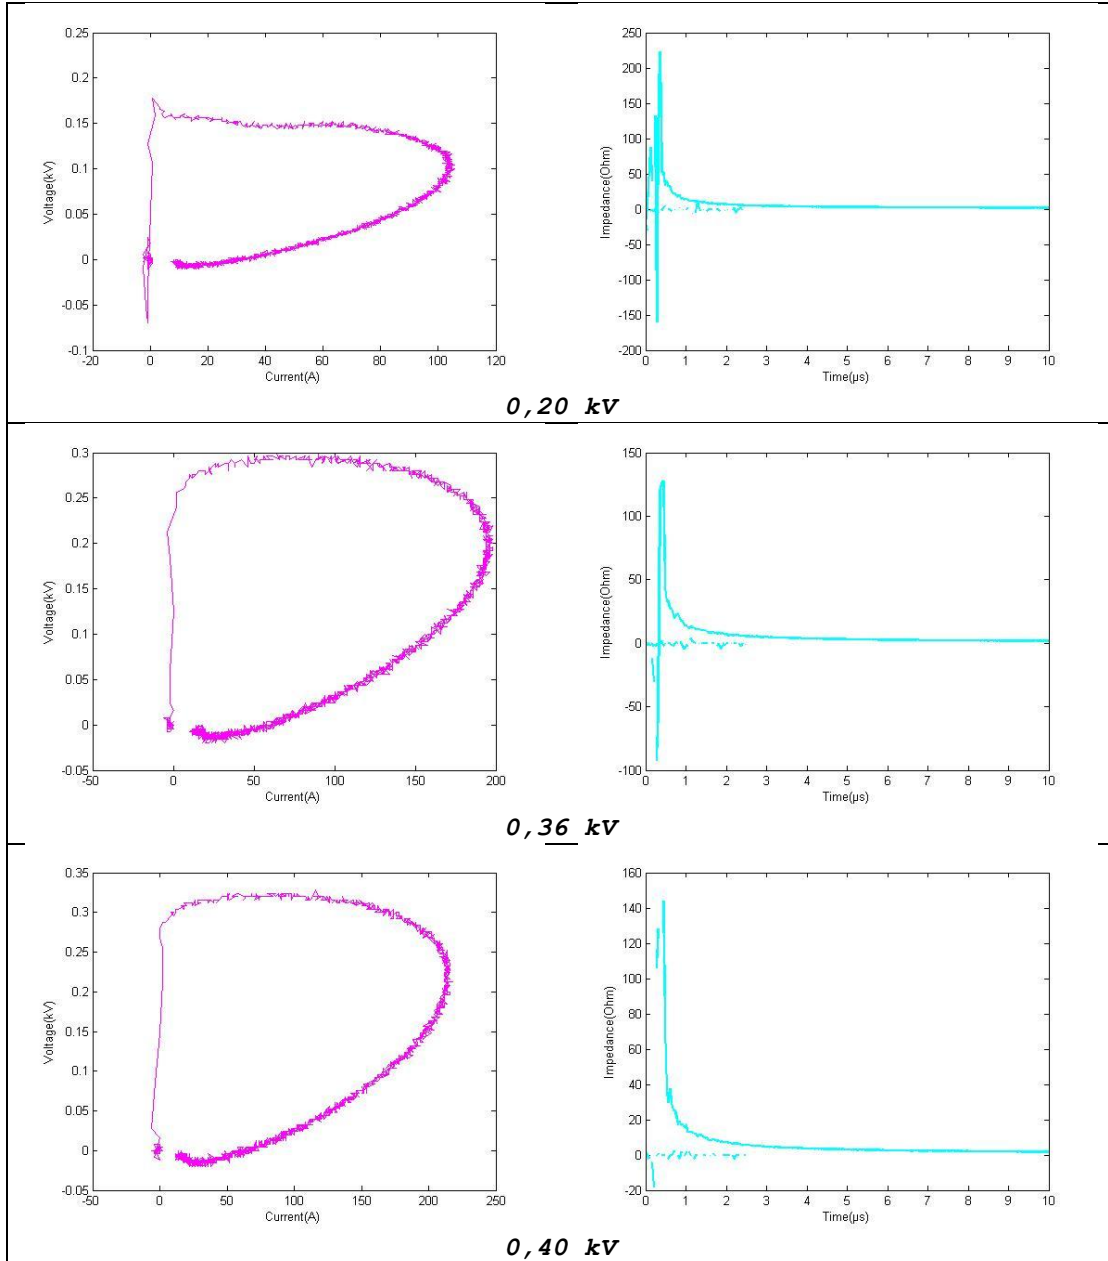 0.25
0.2
0.15
0.1
0.05
0
-0.05
-0.1
Voltage(kV)
-20 0 20 40 60 80 100 120
Current(A)
250
200
150
100
50
0
-50
-100
-150
-200
Impedance(Ohm)
0 1 2 3 4 5 6 7 8 9 10
Time(µs)
0,20 kV
0.3
0.25
0.2
0.15
0.1
0.05
0
-0.05
Voltage(kV)
-50 0 50 100 150 200
Current(A)
150
100
50
0
-50
-100
Impedance(Ohm)
0 1 2 3 4 5 6 7 8 9 10
Time(µs)
0,36 kV
0.35
0.3
0.25
0.2
0.15
0.1
0.05
0
-0.05
Voltage(kV)
-50 0 50 100 150 200 250
Current(A)
160
140
120
100
80
60
40
20
0
-20
Impedance(Ohm)
0 1 2 3 4 5 6 7 8 9 10
Time(µs)
0,40 kV